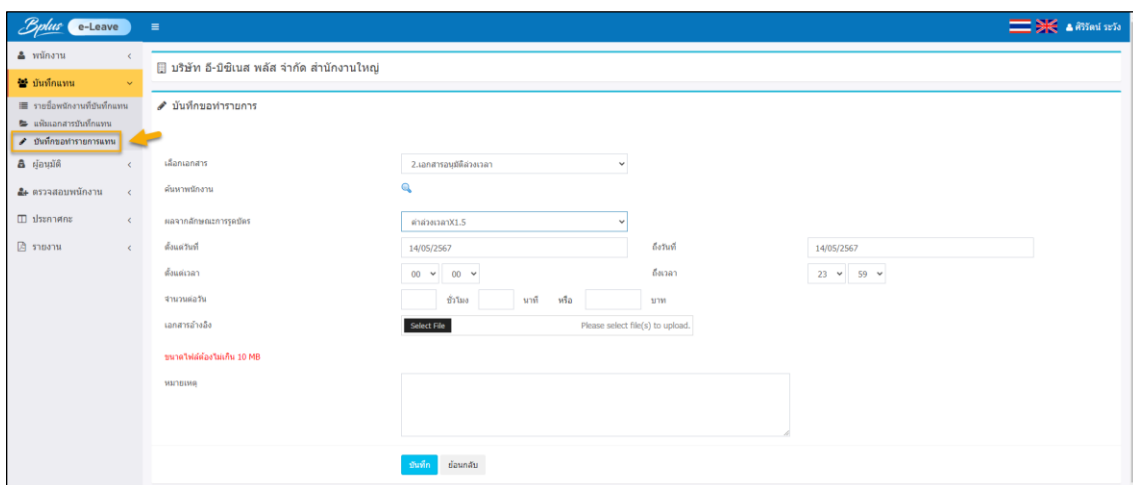 Bplus e-Leave
ศิริรัตน์ ระวัง
พนักงาน
บันทึกแทน
รายชื่อพนักงานที่บันทึกแทน
แฟ้มเอกสารบันทึกแทน
บันทึกขอทำรายการแทน
ผู้อนุมัติ
ตรวจสอบพนักงาน
ประกาศกะ
รายงาน
บริษัท อี-บิซิเนส พลัส จำกัด สำนักงานใหญ่
บันทึกขอทำรายการ
เลือกเอกสาร 2.เอกสารอนุมัติล่วงเวลา
ค้นหาพนักงาน
ผลจากลักษณะการรูดบัตร ค่าล่วงเวลาX1.5
ตั้งแต่วันที่ 14/05/2567 ถึงวันที่ 14/05/2567
ตั้งแต่เวลา 00 00 ถึงเวลา 23 59
จำนวนต่อวัน ชั่วโมง นาที หรือ บาท
เอกสารอ้างอิง Select File Please select file(s) to upload.
ขนาดไฟล์ต้องไม่เกิน 10 MB
หมายเหตุ
บันทึก ย้อนกลับ